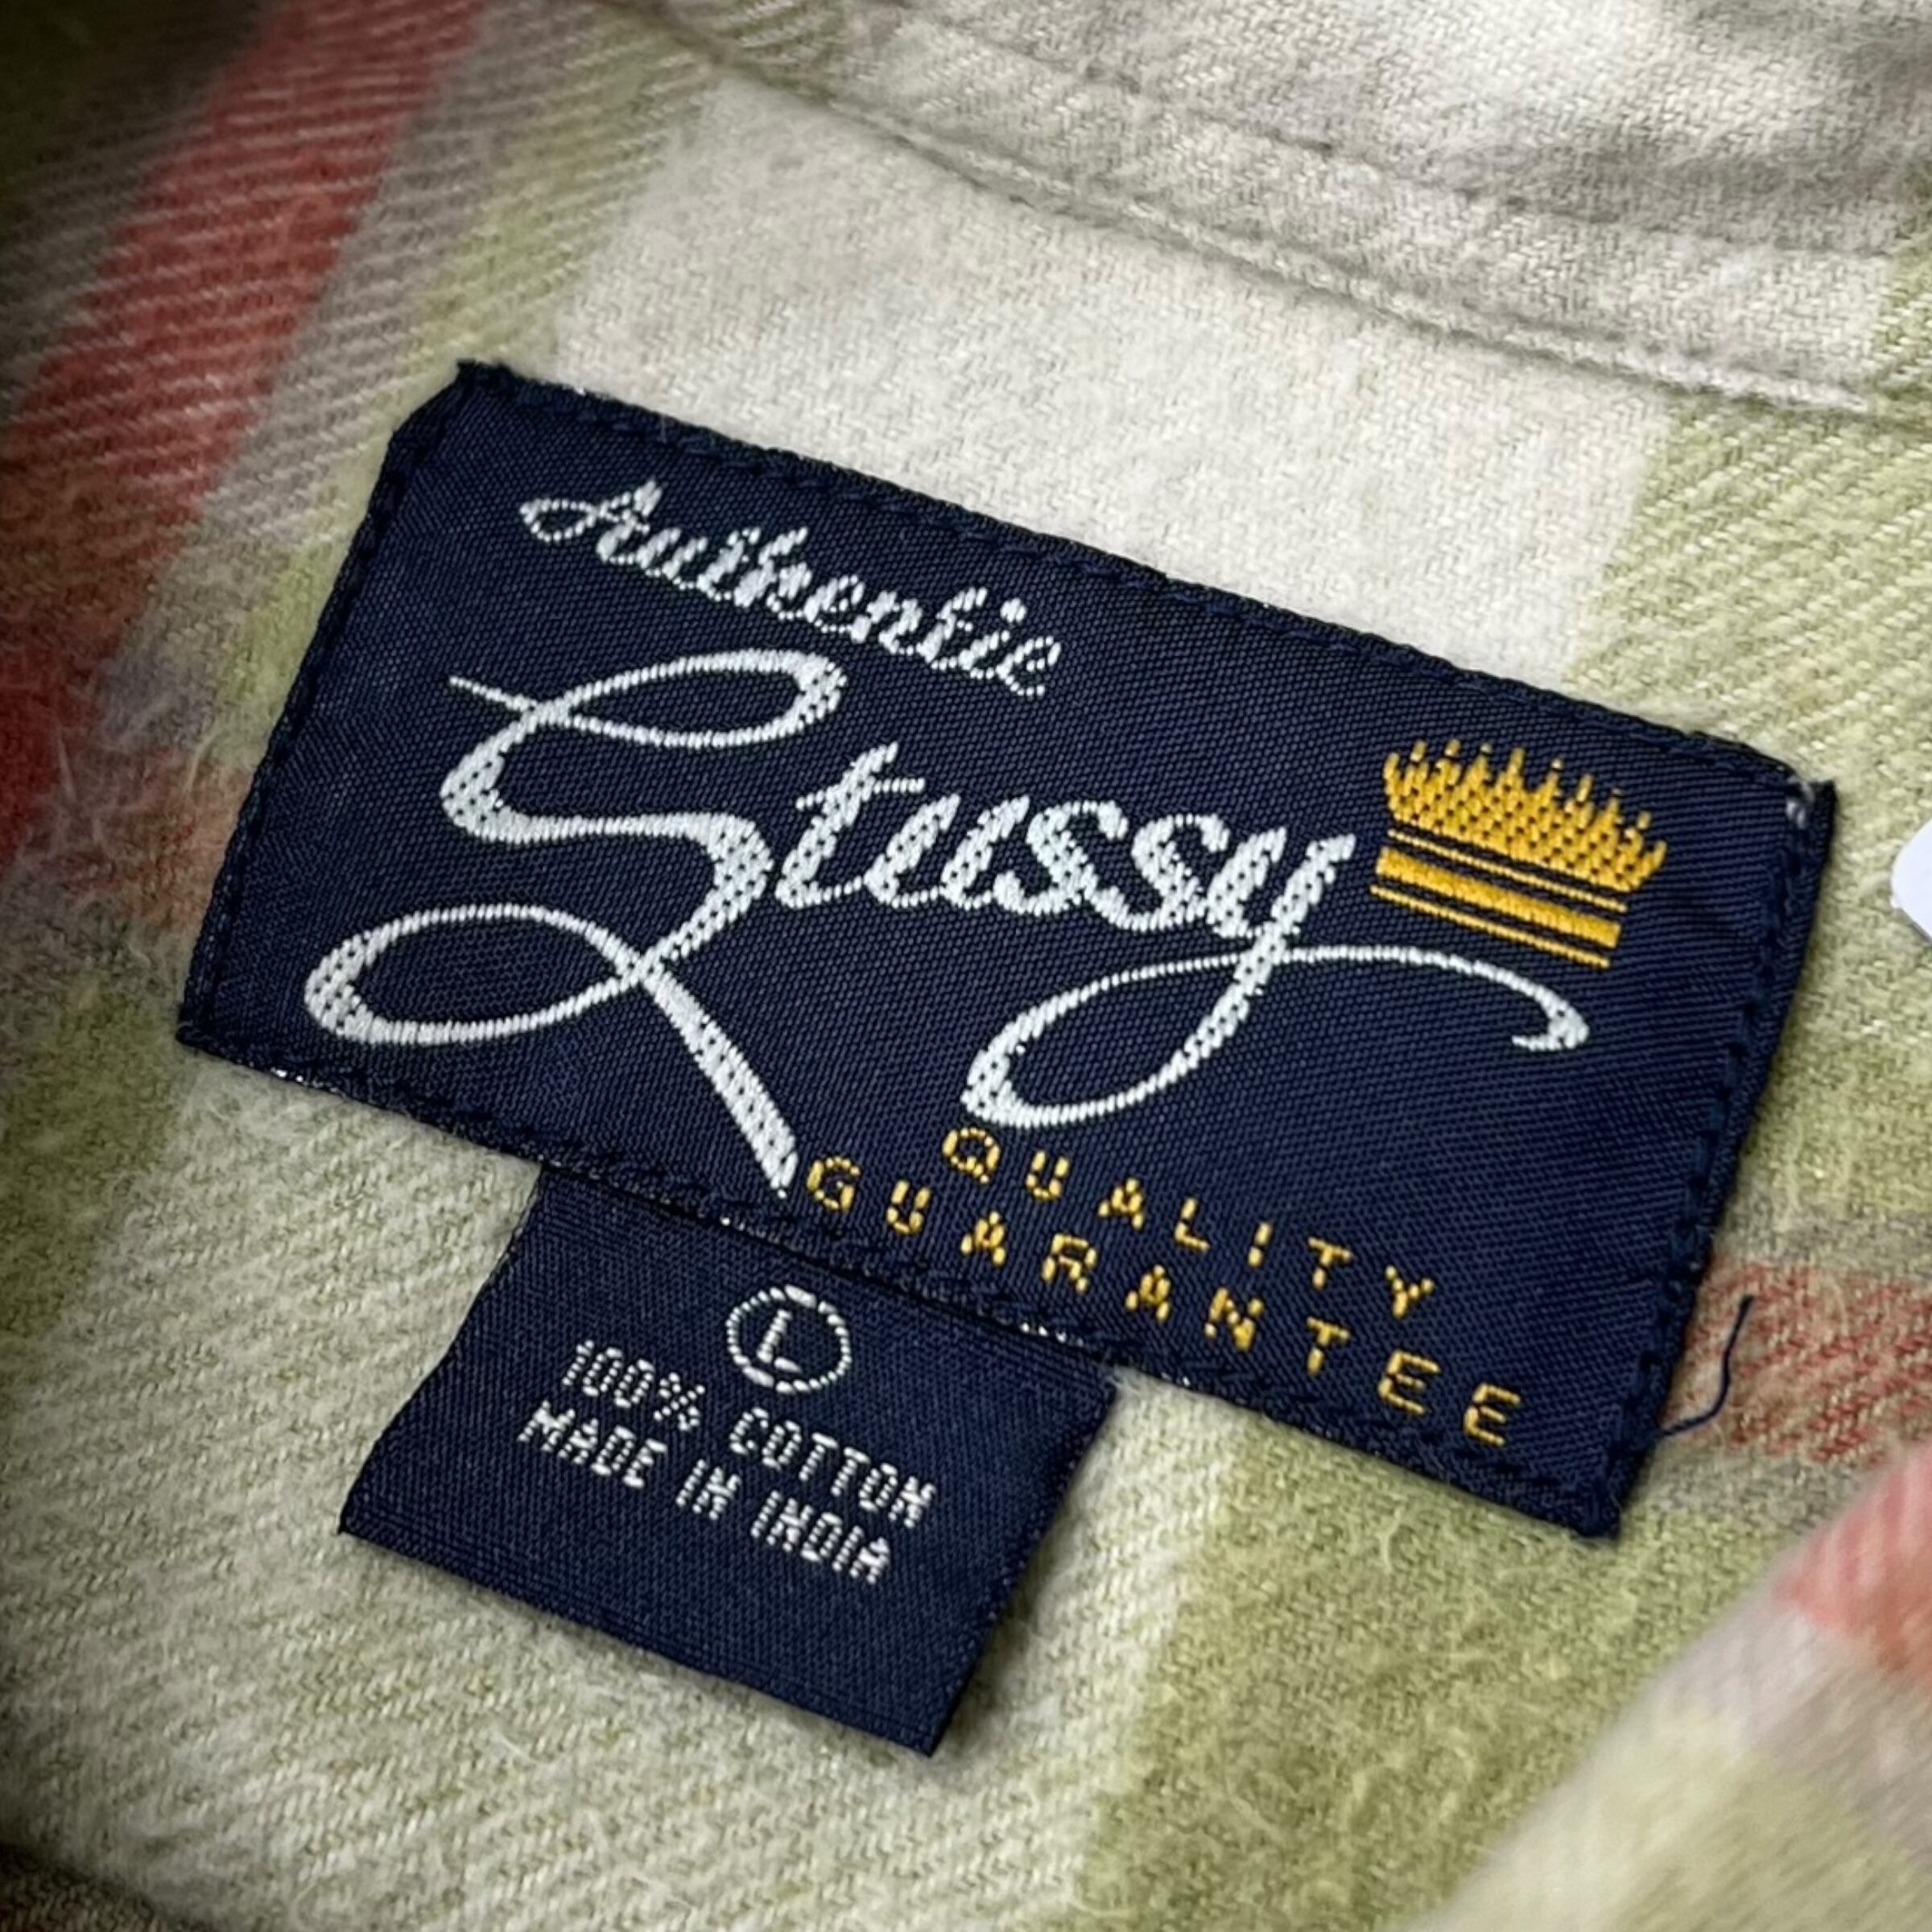 Authentic
Stussy
QUALITY
GUARANTEE
L
100% COTTON
MADE IN INDIA